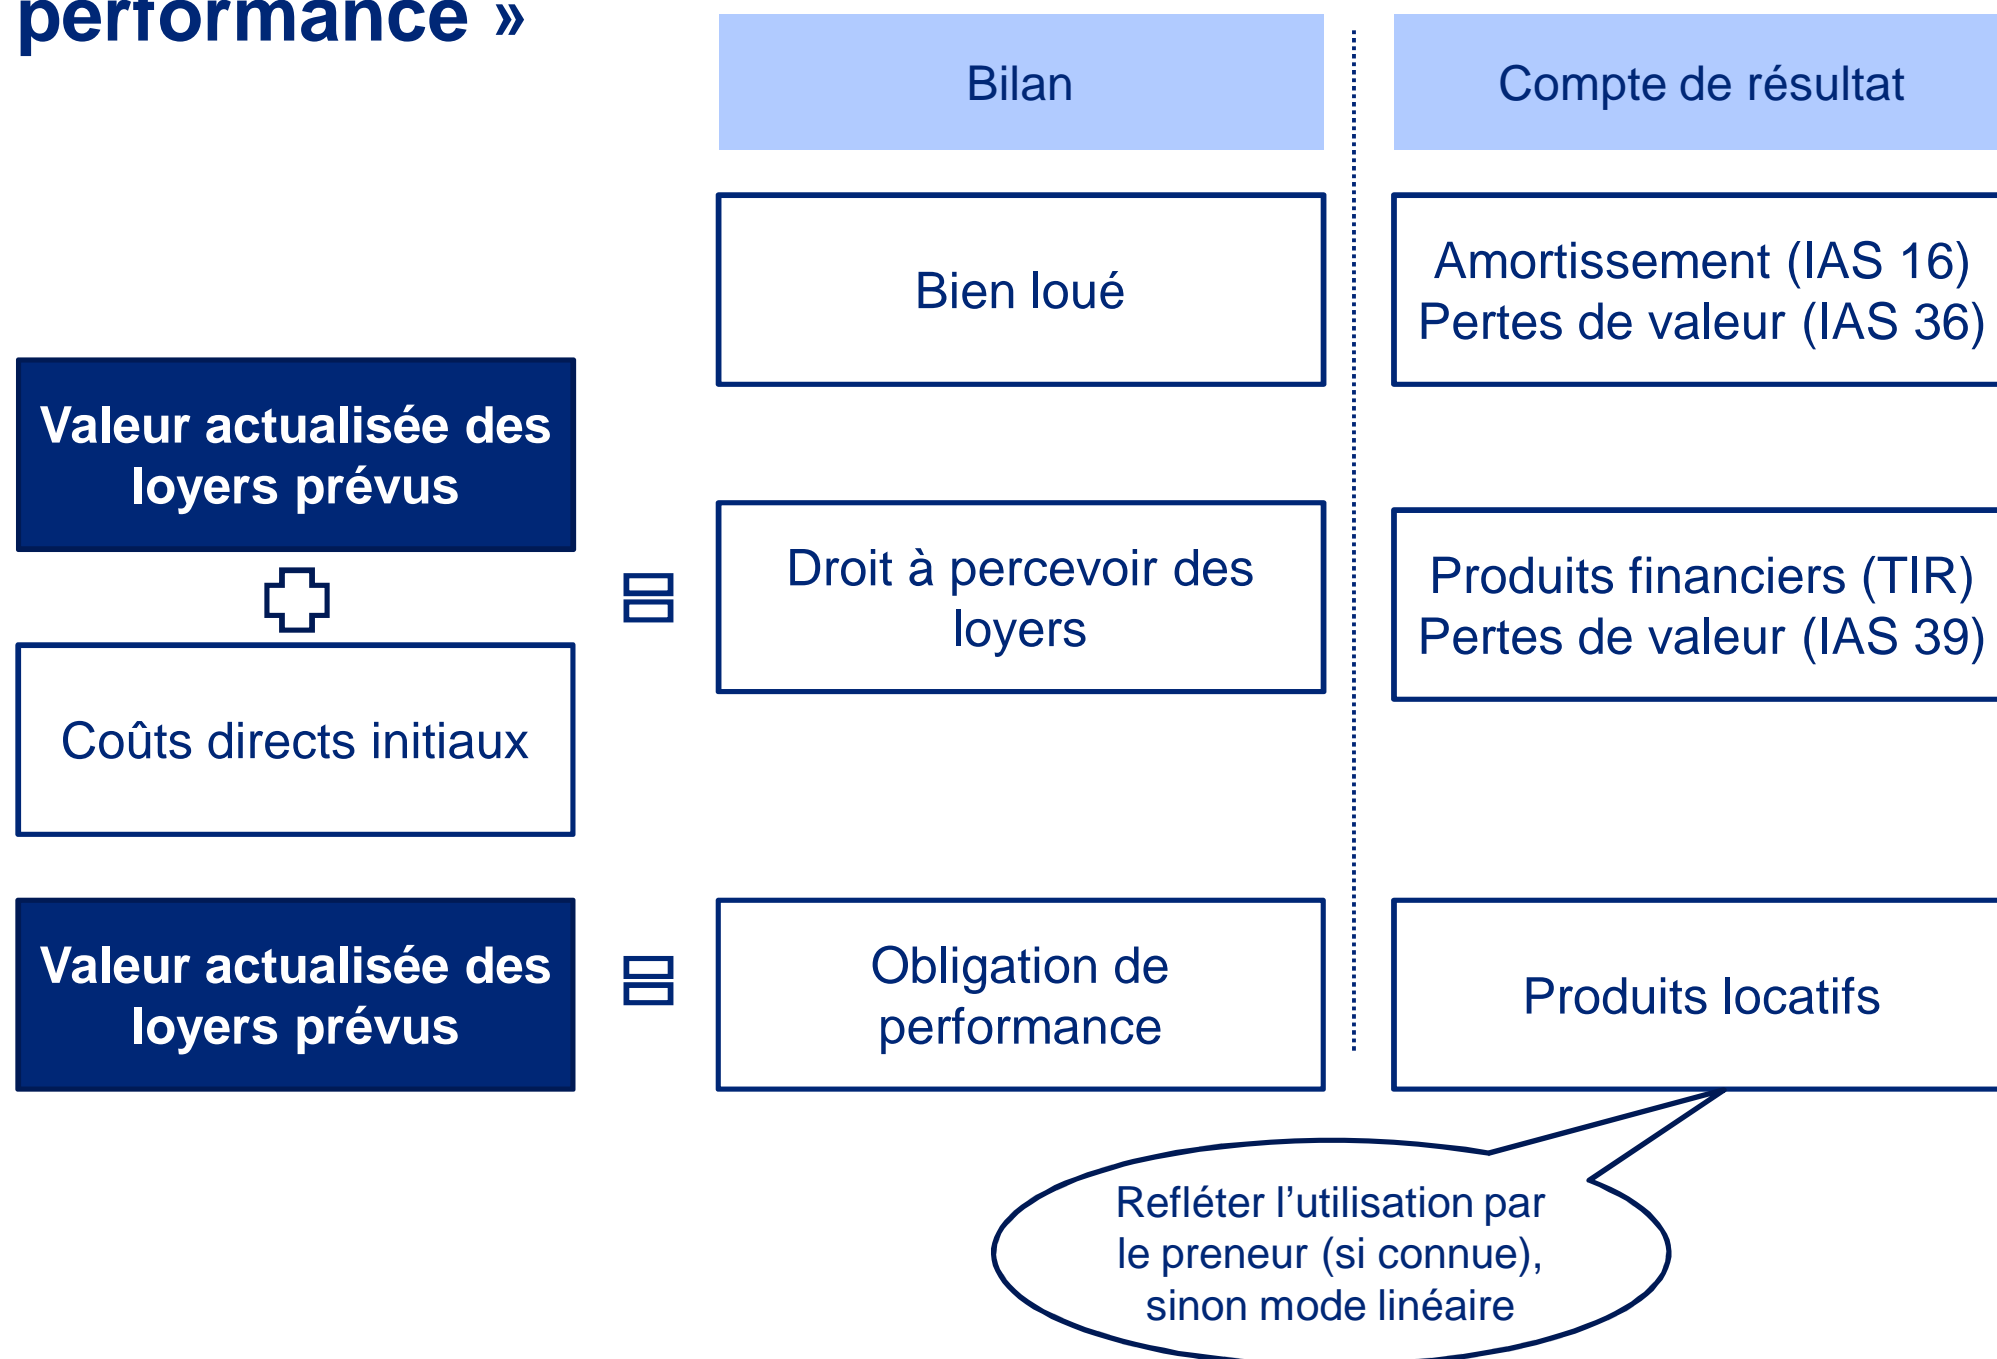 performance »
Bilan
Compte de résultat
Bien loué
Amortissement (IAS 16)
Pertes de valeur (IAS 36)
Valeur actualisée des
loyers prévus
Droit à percevoir des
loyers
Produits financiers (TIR)
Pertes de valeur (IAS 39)
Coûts directs initiaux
Valeur actualisée des
loyers prévus
Obligation de
performance
Produits locatifs
Refléter l’utilisation par
le preneur (si connue),
sinon mode linéaire